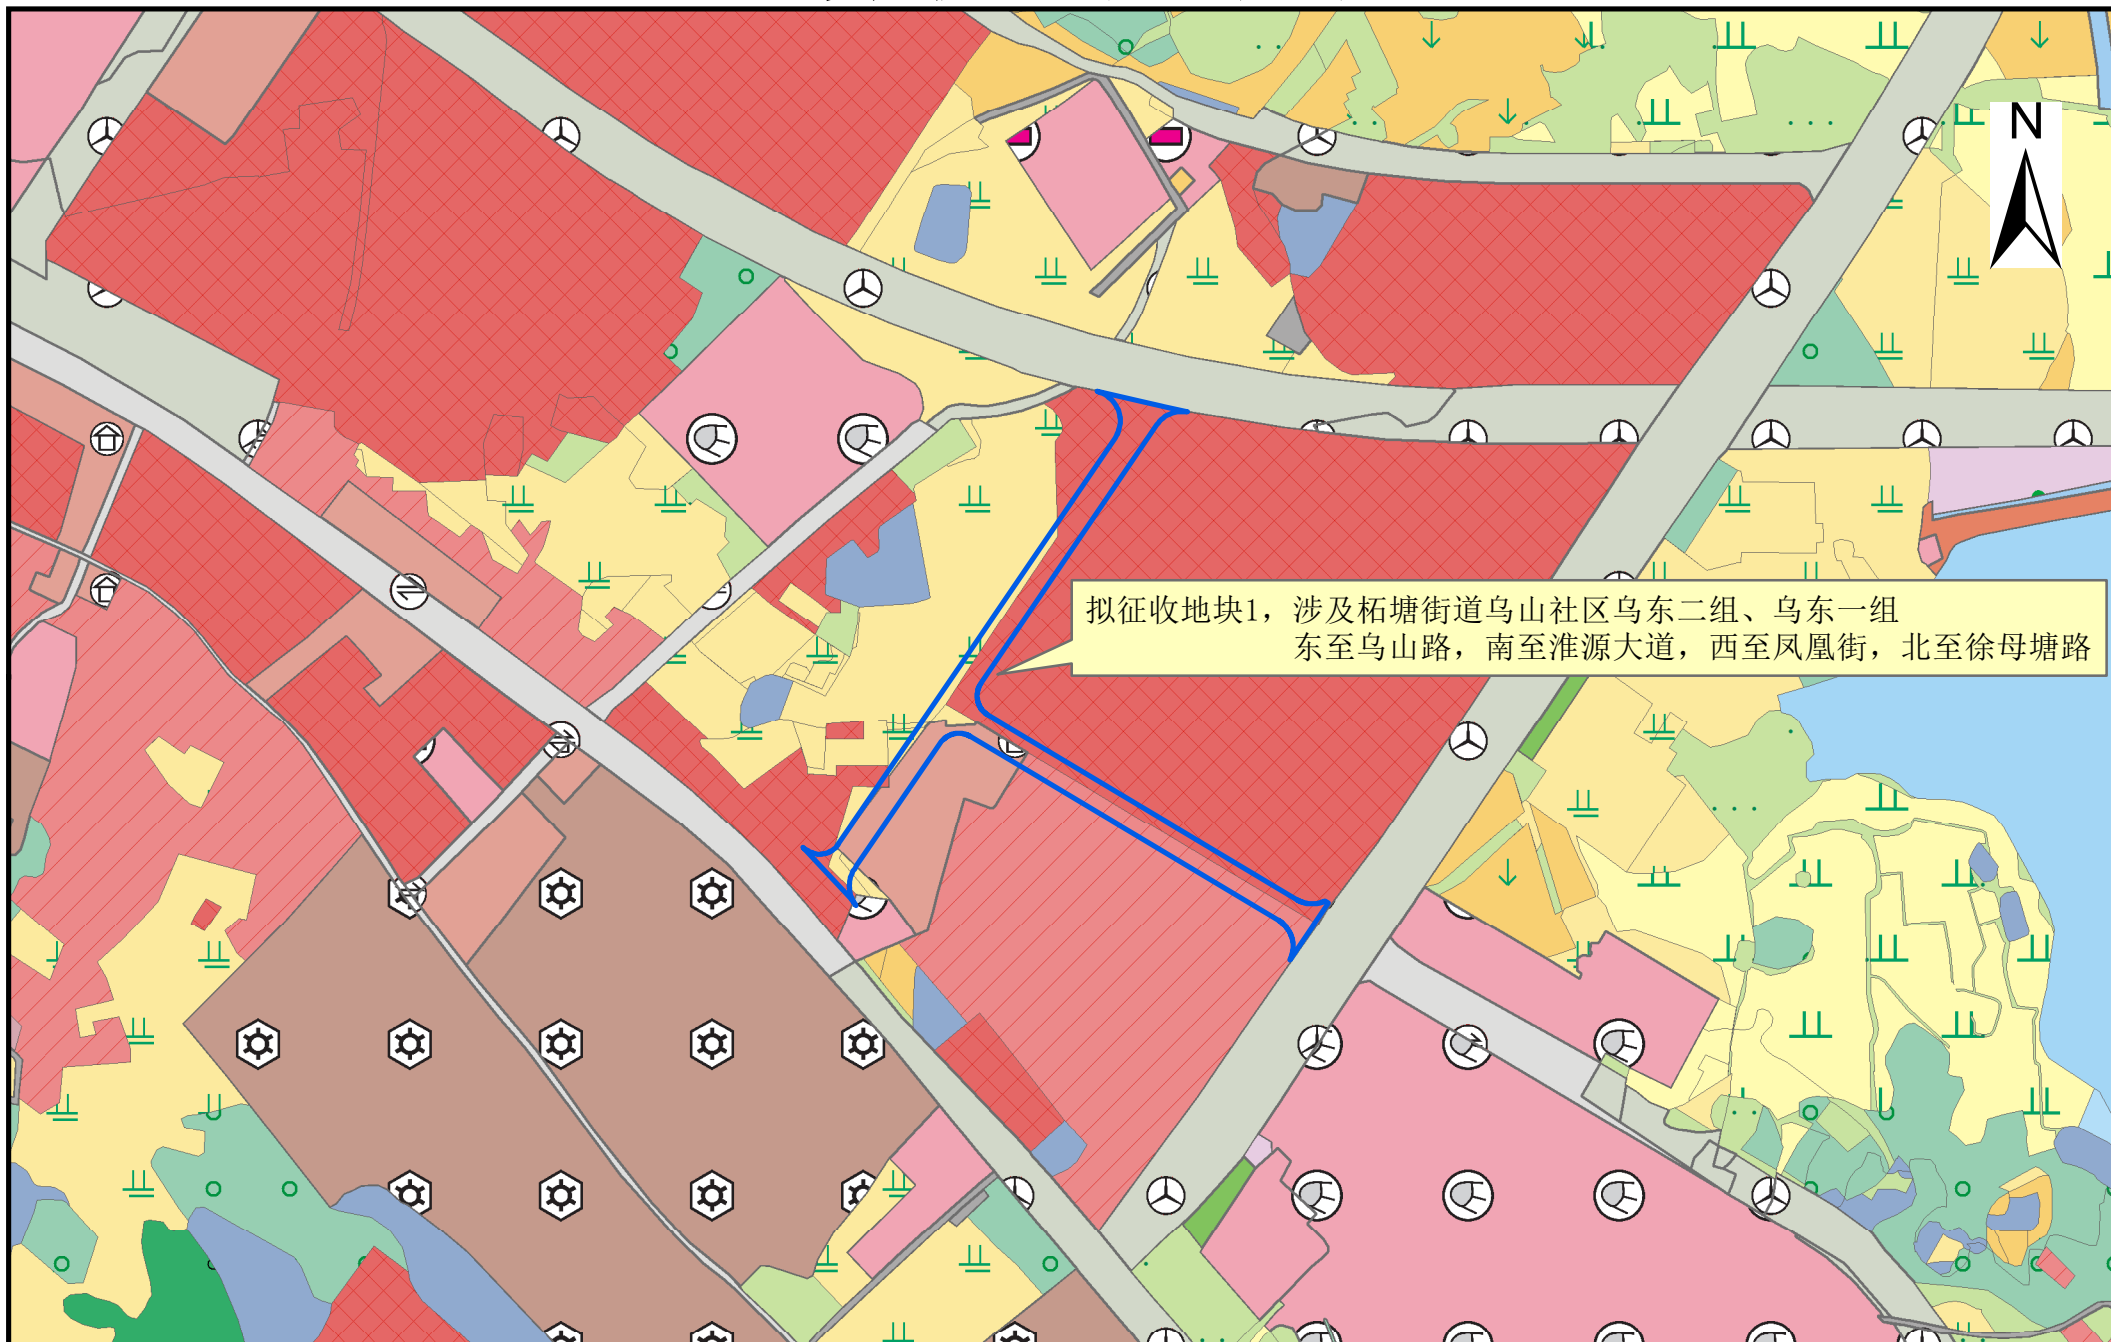 N
拟征收地块1，涉及柘塘街道乌山社区乌东二组、乌东一组
东至乌山路，南至淮源大道，西至凤凰街，北至徐母塘路